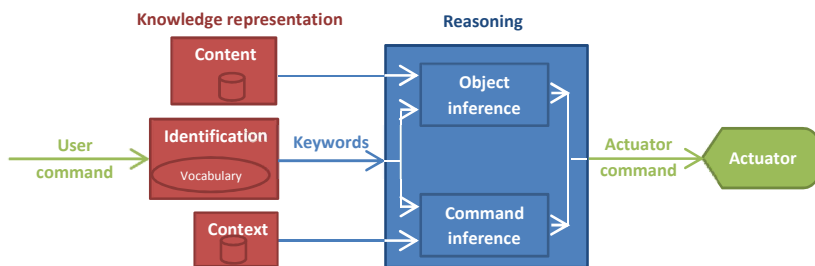 Knowledge representation
Reasoning
Content
Object
inference
User
command
Identification
Vocabulary
Keywords
Actuator
command
Actuator
Context
Command
inference